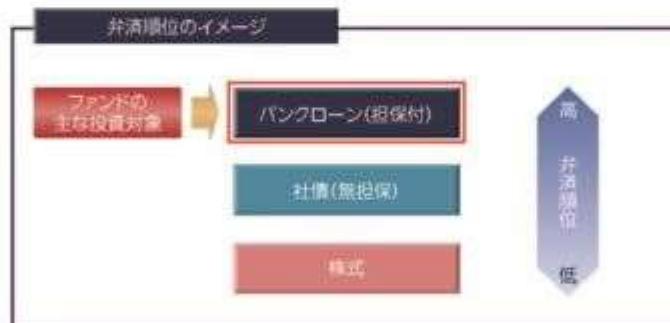 弁済順位のイメージ
ファンドの
主な投資対象
バンクローン(担保付)
社債(無担保)
株式
高
弁済順位
低